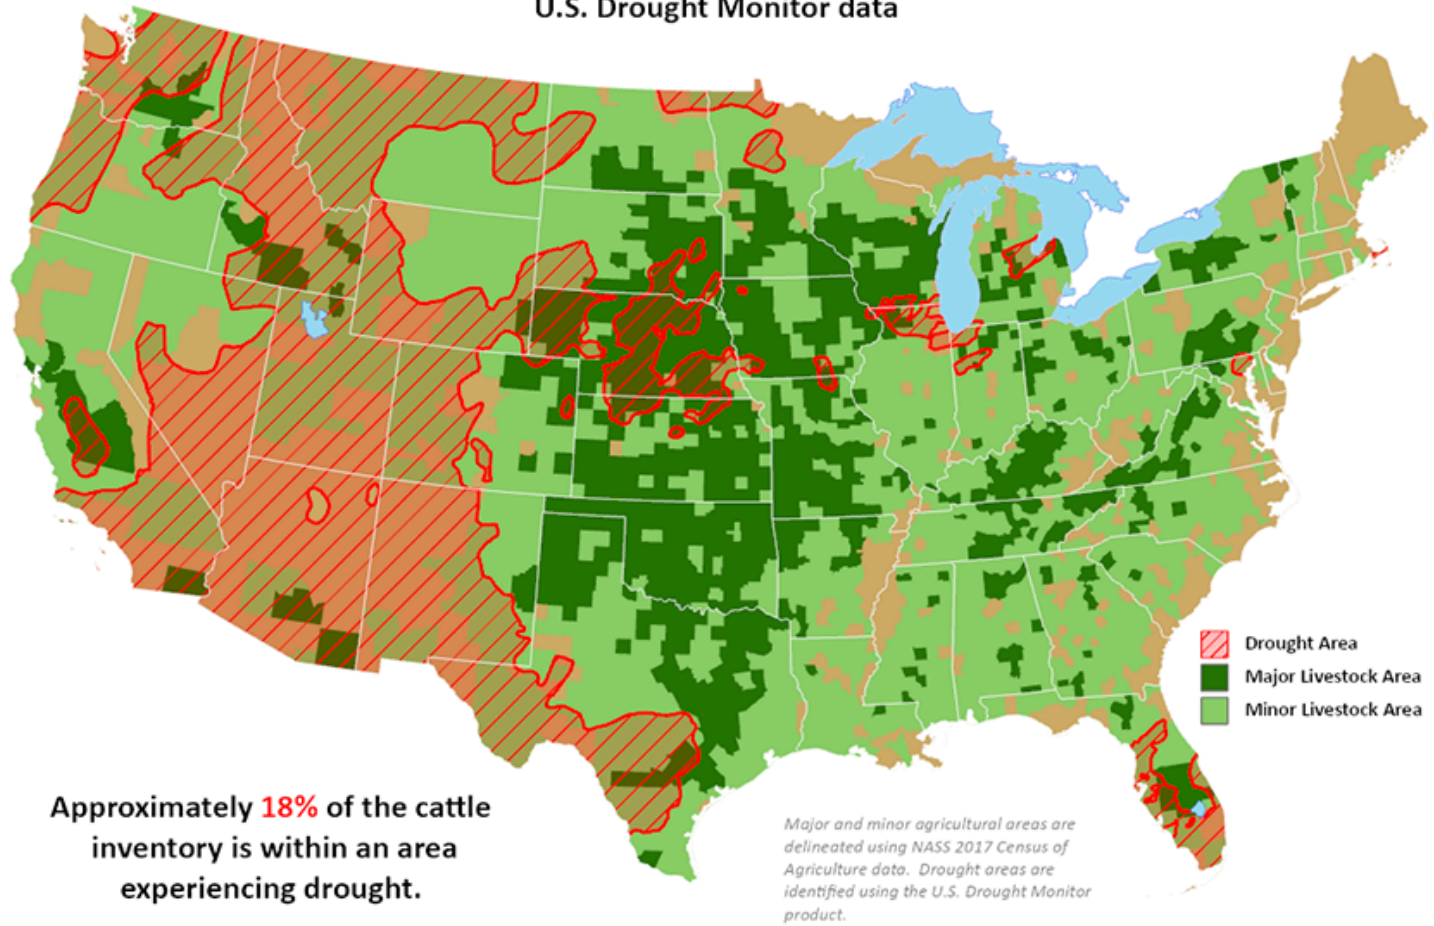 U.S. Drought Monitor data
Drought Area
Major Livestock Area
Minor Livestock Area
Approximately 18% of the cattle
inventory is within an area
experiencing drought.
Major and minor agricultural areas are
delineated using NASS 2017 Census of
Agriculture data. Drought areas are
identified using the U.S. Drought Monitor
product.